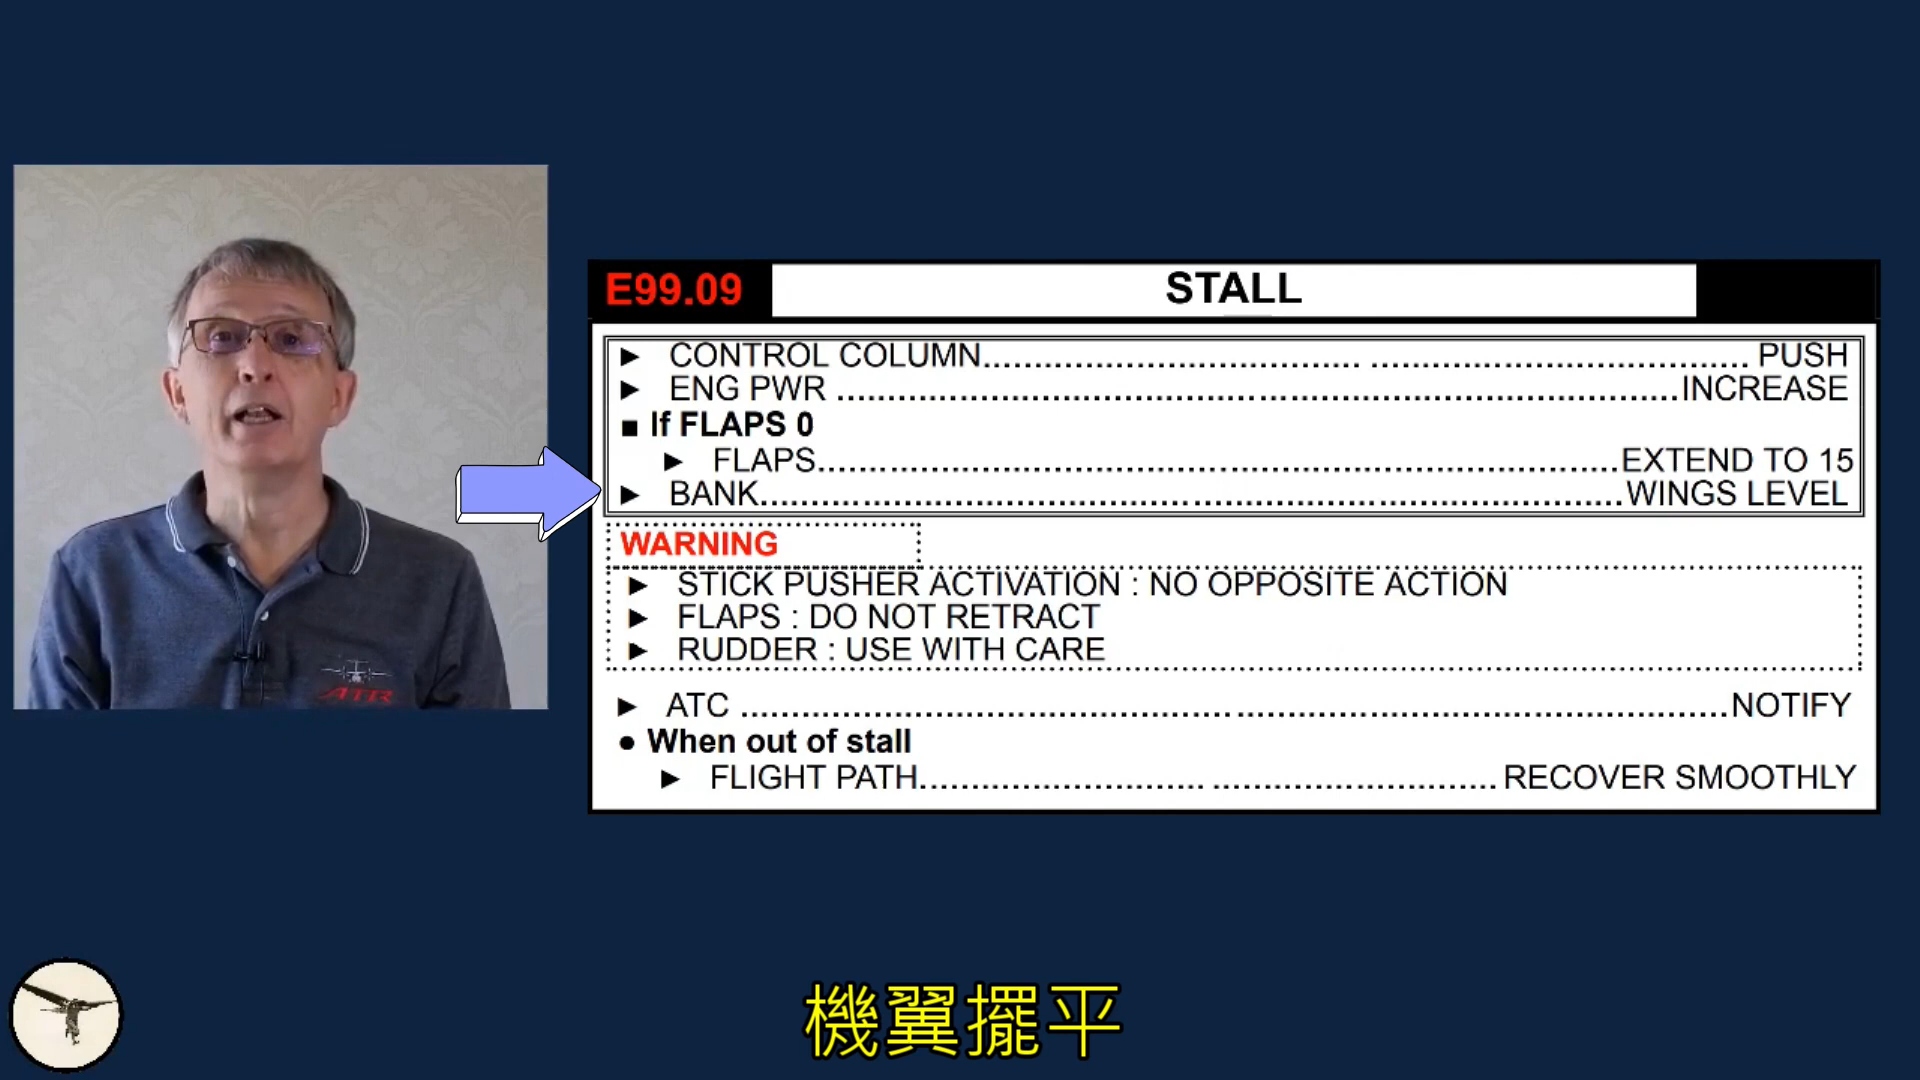 E99.09 STALL
► CONTROL COLUMN.................................... ....................................PUSH
► ENG PWR ....................................................................................INCREASE
■ If FLAPS 0
► FLAPS................................................................................EXTEND TO 15
► BANK....................................................................................WINGS LEVEL
WARNING
► STICK PUSHER ACTIVATION : NO OPPOSITE ACTION
► FLAPS : DO NOT RETRACT
► RUDDER : USE WITH CARE
► ATC ....................................................................................NOTIFY
● When out of stall
► FLIGHT PATH............................ ............................RECOVER SMOOTHLY
ATR
機翼擺平